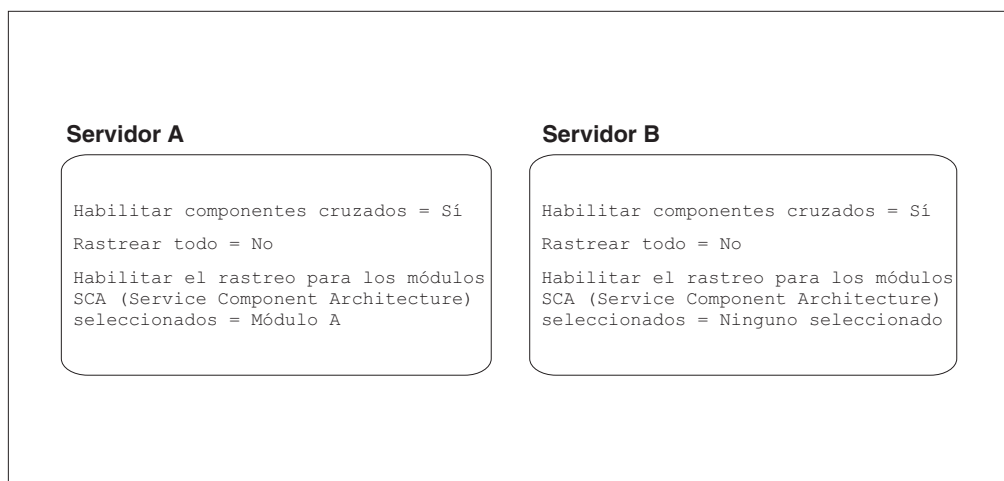 Servidor A
Habilitar componentes cruzados = Sí
Rastrear todo = No
Habilitar el rastreo para los módulos
SCA (Service Component Architecture)
seleccionados = Módulo A
Servidor B
Habilitar componentes cruzados = Sí
Rastrear todo = No
Habilitar el rastreo para los módulos
SCA (Service Component Architecture)
seleccionados = Ninguno seleccionado